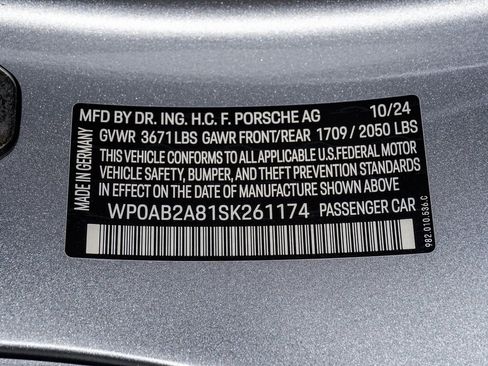 MFD BY DR. ING. H.C. F. PORSCHE AG 10/24
GVWR 3671 LBS GAWR FRONT/REAR 1709 / 2050 LBS
THIS VEHICLE CONFORMS TO ALL APPLICABLE U.S. FEDERAL MOTOR
VEHICLE SAFETY, BUMPER, AND THEFT PREVENTION STANDARDS
IN EFFECT ON THE DATE OF MANUFACTURE SHOWN ABOVE.
WP0AB2A81SK261174 PASSENGER CAR
MADE IN GERMANY
982.010.536.C